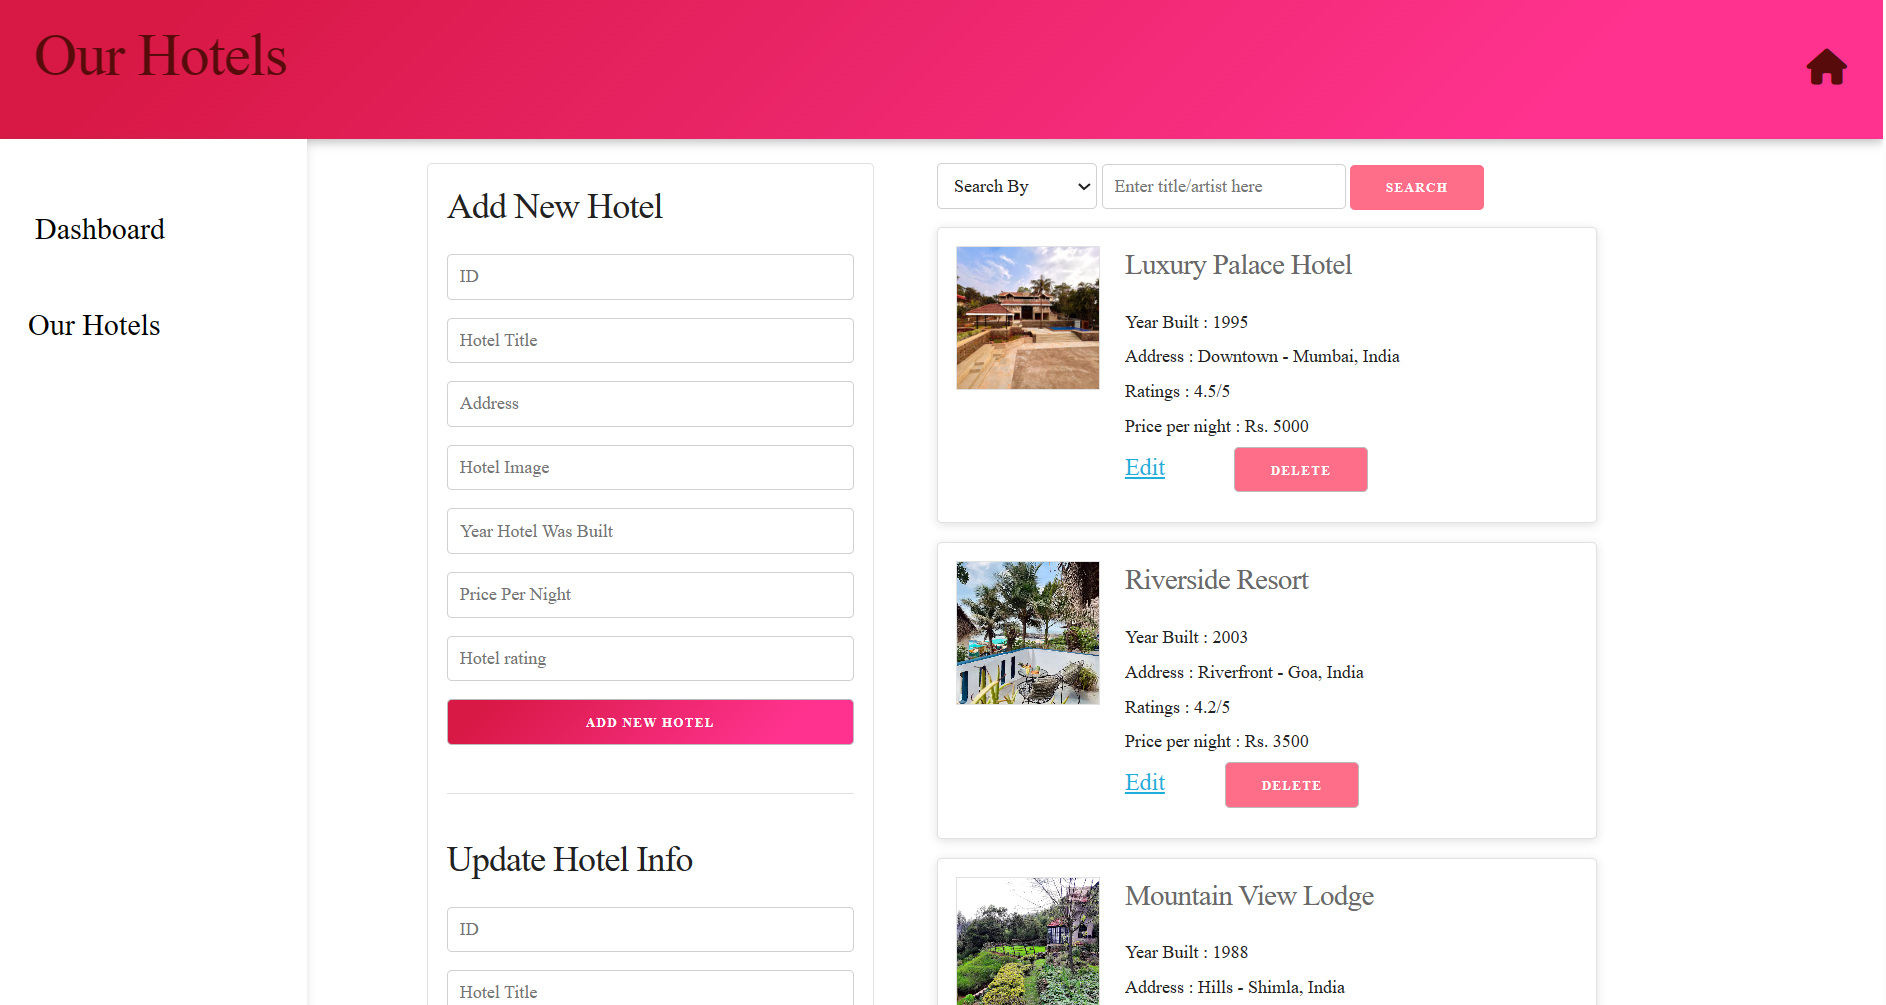 Our Hotels
Dashboard
Our Hotels
Add New Hotel
ID
Hotel Title
Address
Hotel Image
Year Hotel Was Built
Price Per Night
Hotel rating
ADD NEW HOTEL
Update Hotel Info
ID
Hotel Title
Search By
Enter title/artist here
SEARCH
Luxury Palace Hotel
Year Built : 1995
Address : Downtown - Mumbai, India
Ratings : 4.5/5
Price per night : Rs. 5000
Edit
DELETE
Riverside Resort
Year Built : 2003
Address : Riverfront - Goa, India
Ratings : 4.2/5
Price per night : Rs. 3500
Edit
DELETE
Mountain View Lodge
Year Built : 1988
Address : Hills - Shimla, India